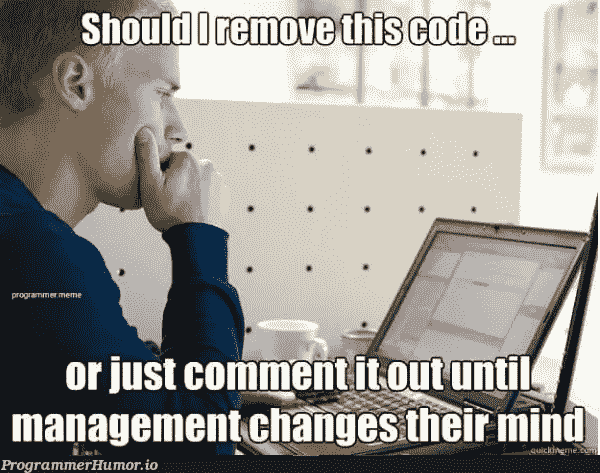 Should I remove this code ...
programmer.meme
or just comment it out until
management changes their mind
quickmeme.com
ProgrammerHumor.io